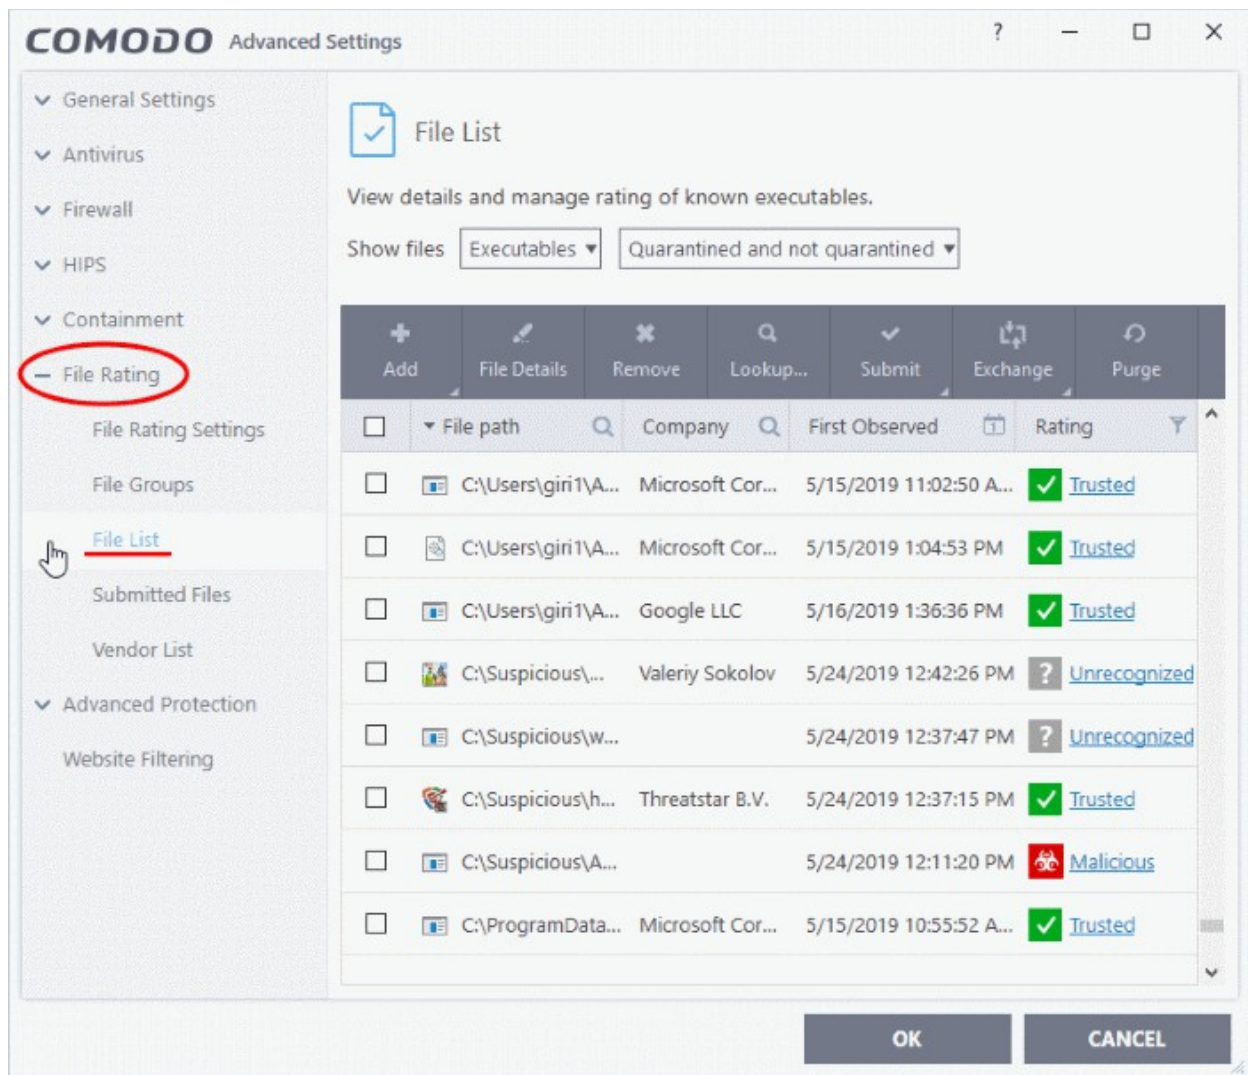 COMODO Advanced Settings ?
General Settings
Antivirus
Firewall
HIPS
Containment
File Rating
File Rating Settings
File Groups
File List
Submitted Files
Vendor List
Advanced Protection
Website Filtering
File List
View details and manage rating of known executables.
Show files Executables Quarantined and not quarantined
Add File Details Remove Lookup... Submit Exchange Purge
File path Company First Observed 1 Rating
C:\Users\giri1\A... Microsoft Cor... 5/15/2019 11:02:50 A... Trusted
C:\Users\giri1\A... Microsoft Cor... 5/15/2019 1:04:53 PM Trusted
C:\Users\giri1\A... Google LLC 5/16/2019 1:36:36 PM Trusted
C:\Suspicious\... Valeriy Sokolov 5/24/2019 12:42:26 PM ? Unrecognized
C:\Suspicious\w... 5/24/2019 12:37:47 PM ? Unrecognized
C:\Suspicious\h... Threatstar B.V. 5/24/2019 12:37:15 PM Trusted
C:\Suspicious\A... 5/24/2019 12:11:20 PM Malicious
C:\ProgramData... Microsoft Cor... 5/15/2019 10:55:52 A... Trusted
OK CANCEL